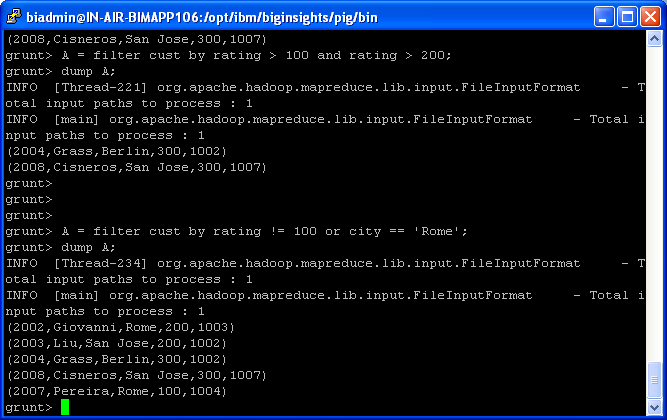 biadmin@IN-AIR-BIMAPP106:/opt/ibm/biginsights/pig/bin
(2008,Cisneros,San Jose,300,1007)
grunt> A = filter cust by rating > 100 and rating > 200;
grunt> dump A;
INFO  [Thread-221] org.apache.hadoop.mapreduce.lib.input.FileInputFormat     - T
otal input paths to process : 1
INFO  [main] org.apache.hadoop.mapreduce.lib.input.FileInputFormat     - Total i
nput paths to process : 1
(2004,Grass,Berlin,300,1002)
(2008,Cisneros,San Jose,300,1007)
grunt>
grunt>
grunt>
grunt> A = filter cust by rating != 100 or city == 'Rome';
grunt> dump A;
INFO  [Thread-234] org.apache.hadoop.mapreduce.lib.input.FileInputFormat     - T
otal input paths to process : 1
INFO  [main] org.apache.hadoop.mapreduce.lib.input.FileInputFormat     - Total i
nput paths to process : 1
(2002,Giovanni,Rome,200,1003)
(2003,Liu,San Jose,200,1002)
(2004,Grass,Berlin,300,1002)
(2008,Cisneros,San Jose,300,1007)
(2007,Pereira,Rome,100,1004)
grunt>